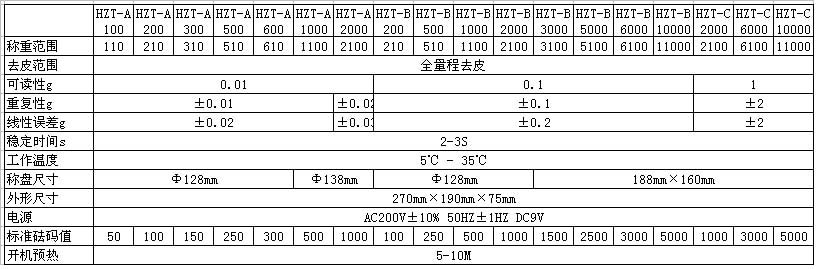 HZT-A HZT-A HZT-A HZT-A HZT-A HZT-A HZT-A HZT-B HZT-B HZT-B HZT-B HZT-B HZT-B HZT-B HZT-B HZT-C HZT-C HZT-C
100 200 300 500 600 1000 2000 200 500 1000 2000 3000 5000 6000 10000 2000 6000 10000
称重范围 110 210 310 510 610 1100 2100 210 510 1100 2100 3100 5100 6100 11000 2100 6100 11000
去皮范围 全量程去皮
可读性g 0.01 0.1 1
重复性g ±0.01 ±0.02 ±0.1 ±2
线性误差g ±0.02 ±0.03 ±0.2 ±2
稳定时间s 2-3S
工作温度 5℃ - 35℃
称盘尺寸 Φ128mm Φ138mm Φ128mm 188mm×160mm
外形尺寸 270mm×190mm×75mm
电源 AC200V±10% 50HZ±1HZ DC9V
标准砝码值 50 100 150 250 300 500 1000 100 250 500 1000 1500 2500 3000 5000 1000 3000 5000
开机预热 5-10M